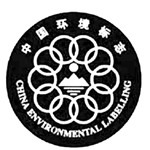 中国环境标志
CHINA ENVIRONMENTAL LABELLING